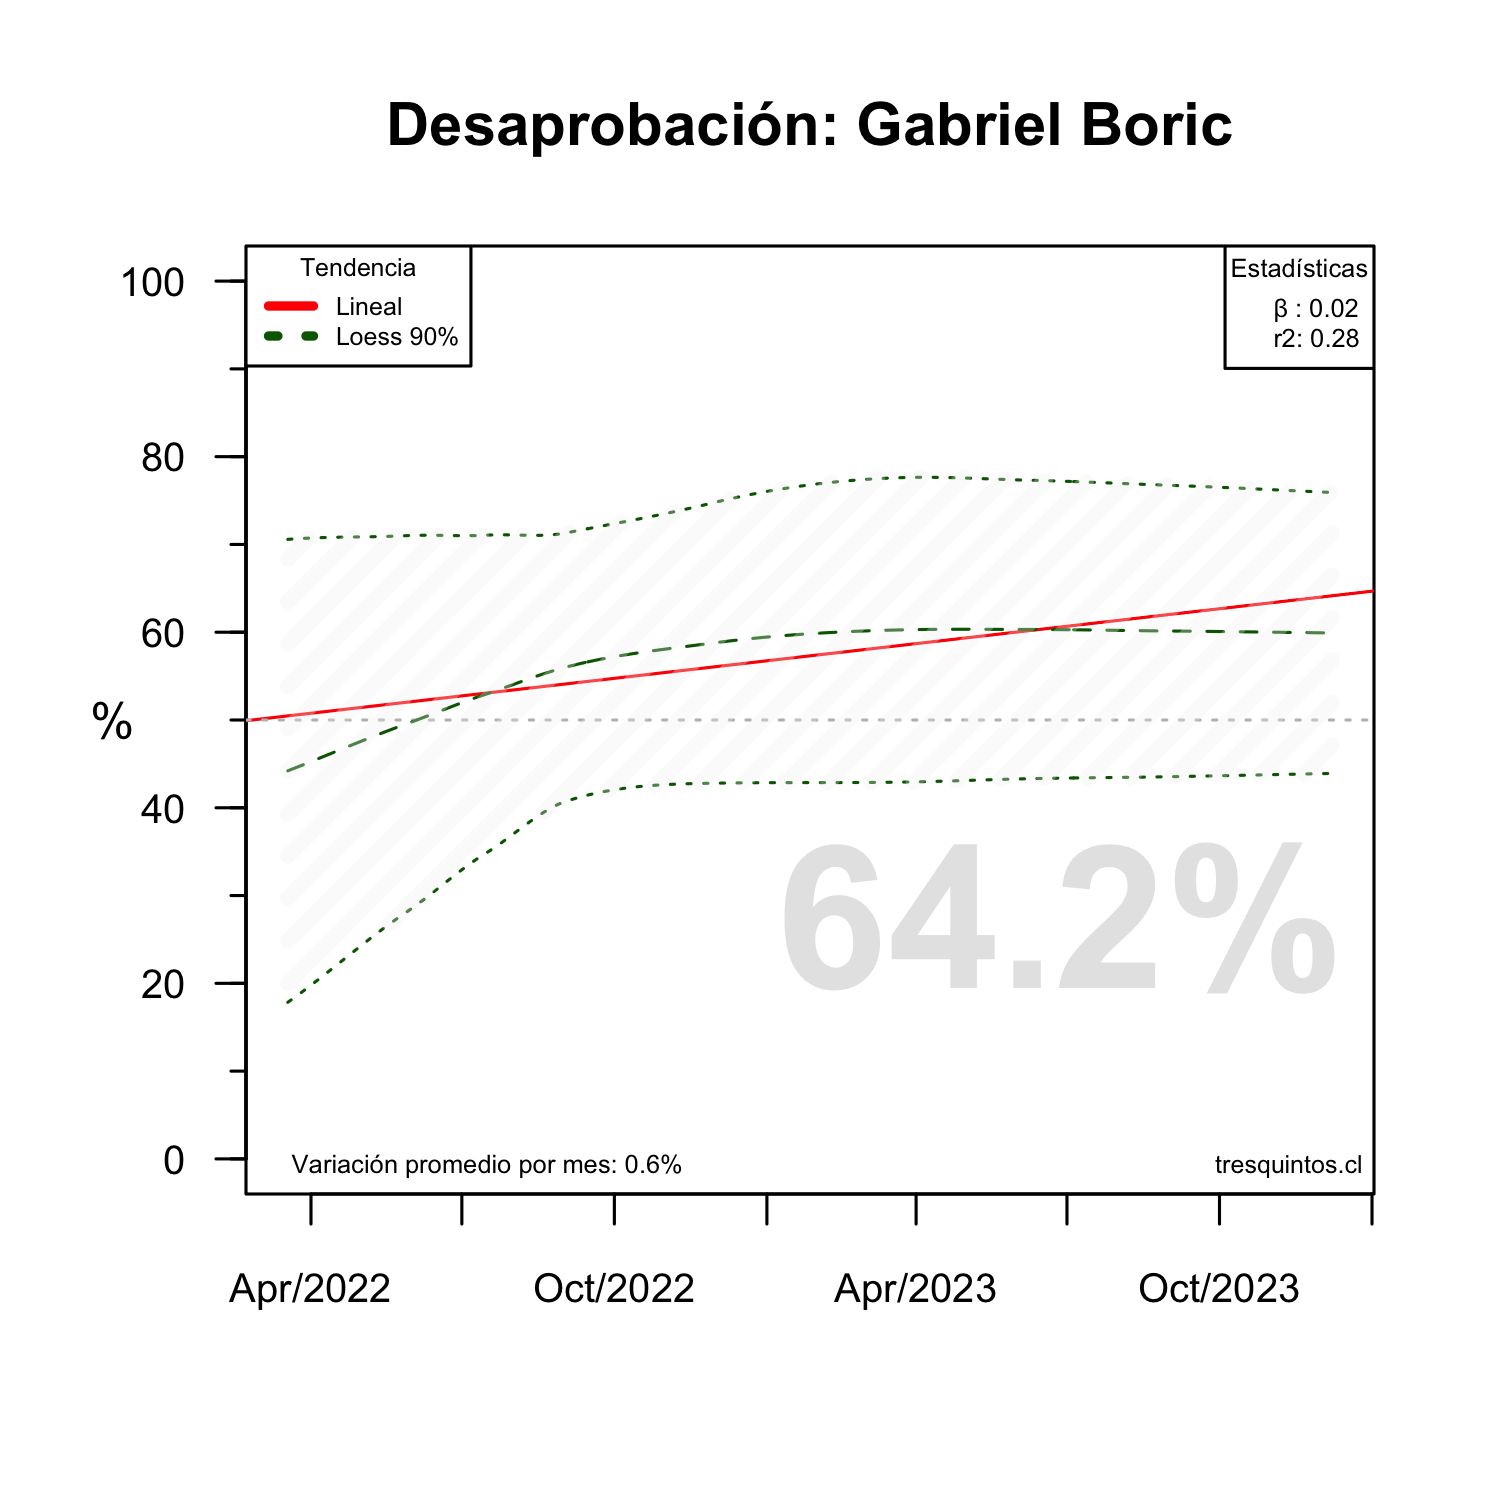 Desaprobación: Gabriel Boric
Tendencia
Lineal
Loess 90%
Estadísticas
β : 0.02
r2: 0.28
100
80
60
40
20
0
%
64.2%
Variación promedio por mes: 0.6%
tresquintos.cl
Apr/2022
Oct/2022
Apr/2023
Oct/2023